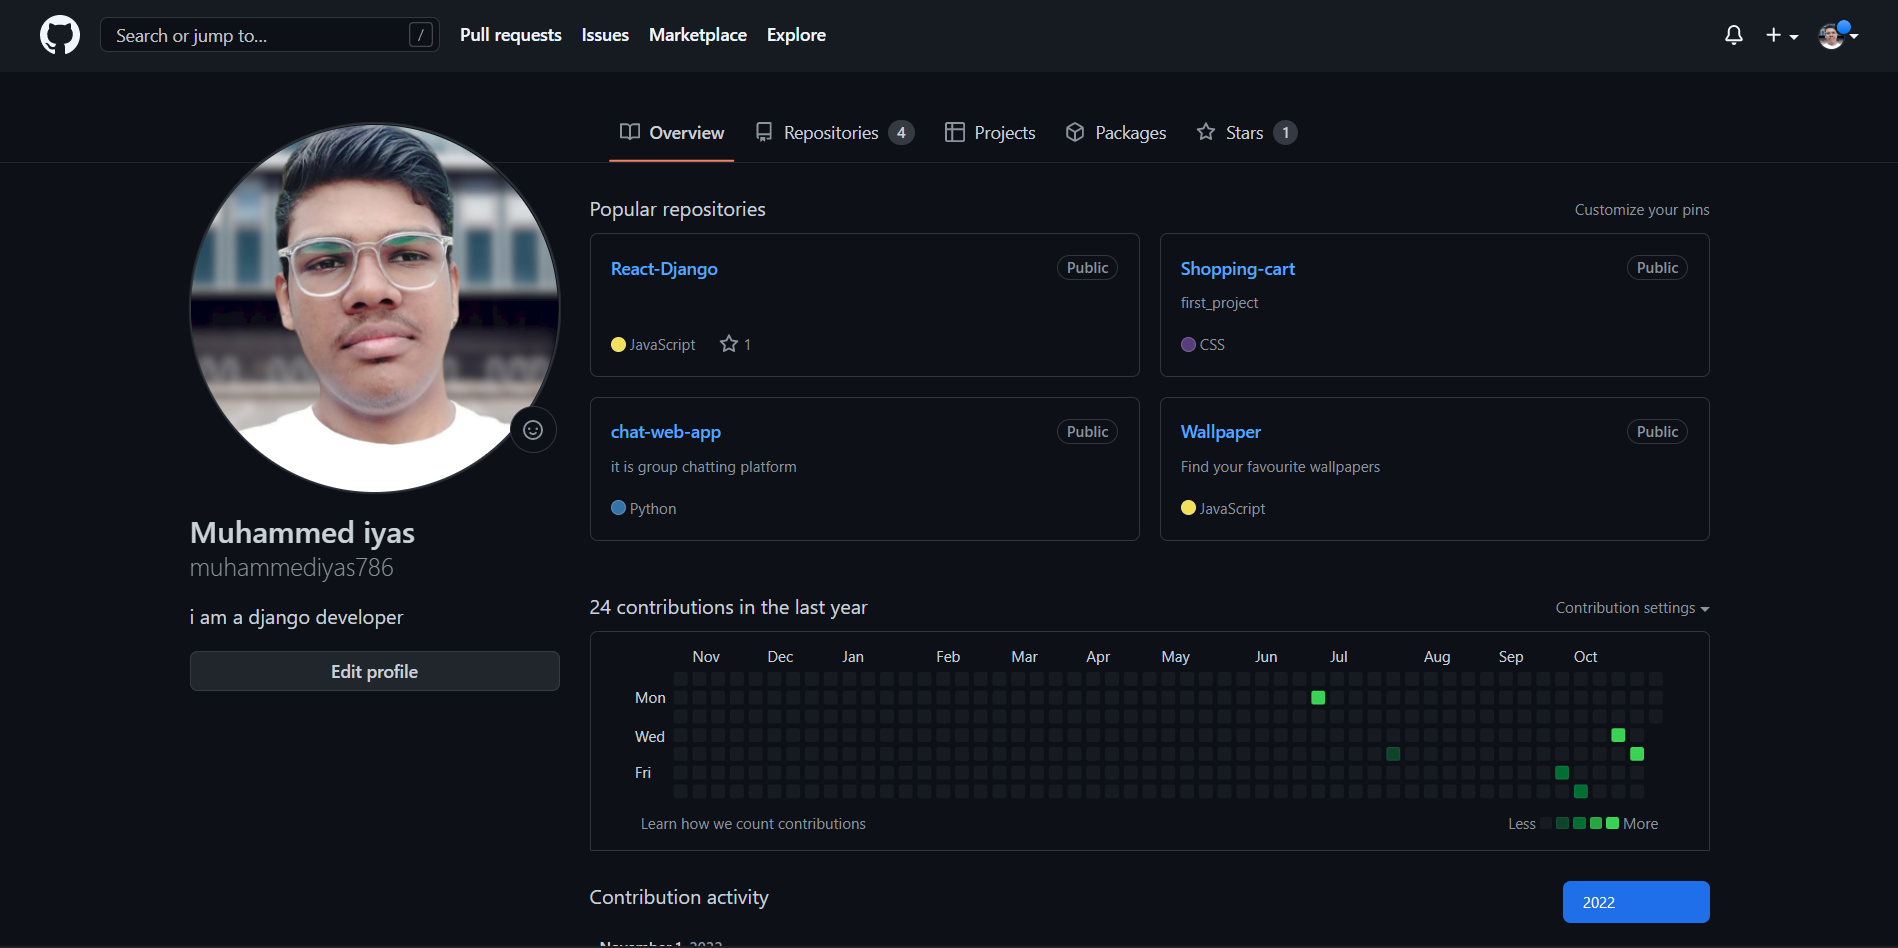 Search or jump to... /
Pull requests Issues Marketplace Explore
Overview Repositories 4 Projects Packages Stars 1
Popular repositories
Customize your pins
React-Django Public
JavaScript 1
Shopping-cart Public
first_project
CSS
chat-web-app Public
it is group chatting platform
Python
Wallpaper Public
Find your favourite wallpapers
JavaScript
Muhammed iyas
muhammediyas786
i am a django developer
Edit profile
24 contributions in the last year
Contribution settings
Nov Dec Jan Feb Mar Apr May Jun Jul Aug Sep Oct
Mon
Wed
Fri
Learn how we count contributions
Less More
Contribution activity
2022
November 1, 2022